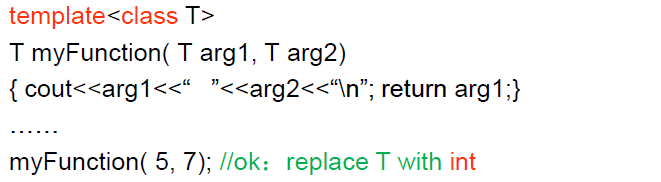 template<class T>
T myFunction( T arg1, T arg2)
{ cout<<arg1<<“   ”<<arg2<<“\n”; return arg1;}
……
myFunction( 5, 7); //ok：replace T with int